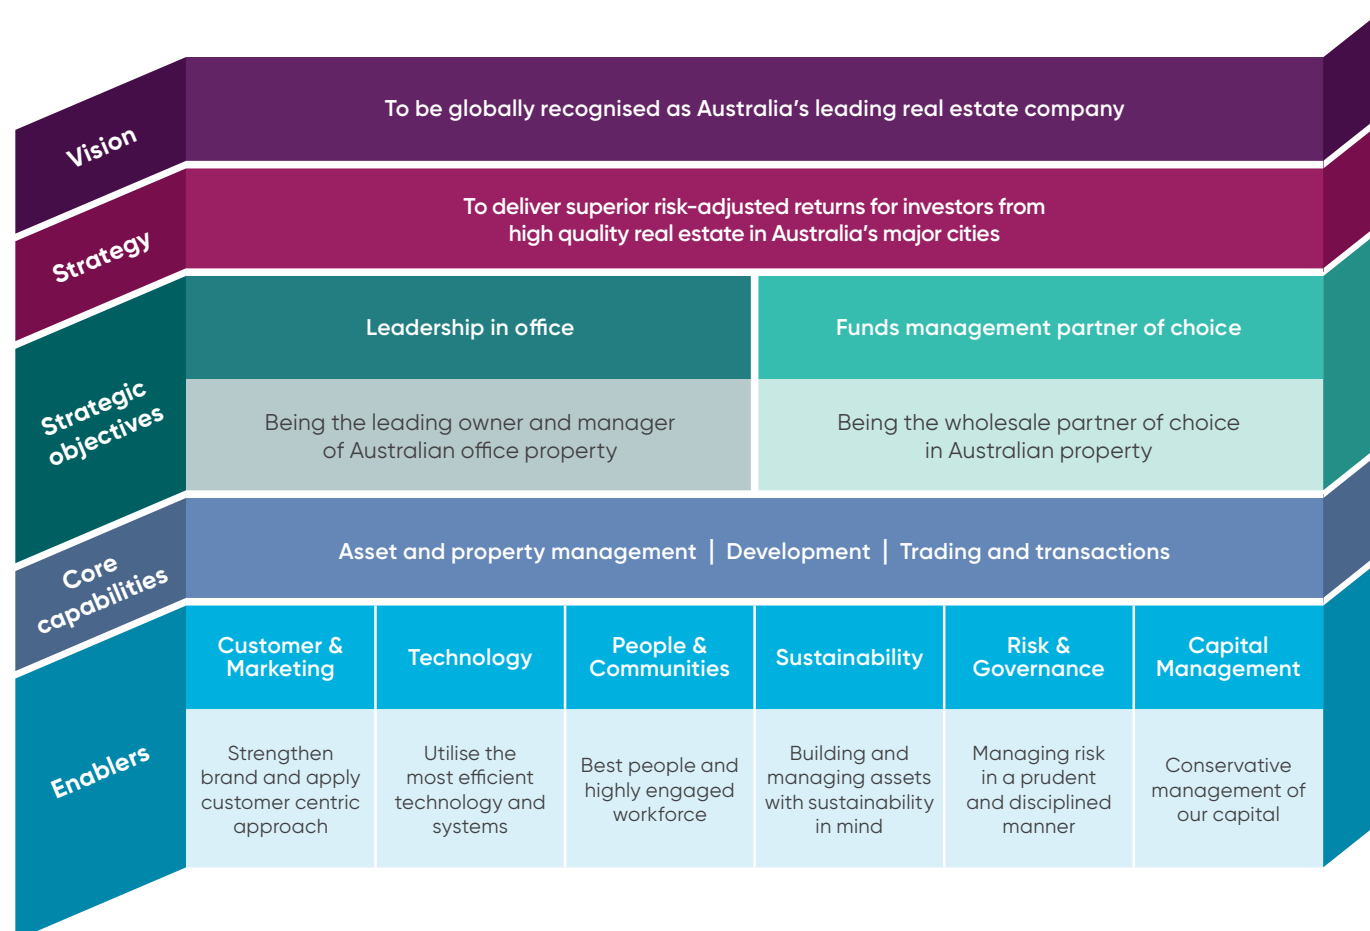 Vision
To be globally recognised as Australia’s leading real estate company
Strategy
To deliver superior risk-adjusted returns for investors from
high quality real estate in Australia’s major cities
Strategic
objectives
Leadership in office
Being the leading owner and manager
of Australian office property
Funds management partner of choice
Being the wholesale partner of choice
in Australian property
Core
capabilities
Asset and property management | Development | Trading and transactions
Enablers
Customer &
Marketing
Strengthen
brand and apply
customer centric
approach
Technology
Utilise the
most efficient
technology and
systems
People &
Communities
Best people and
highly engaged
workforce
Sustainability
Building and
managing assets
with sustainability
in mind
Risk &
Governance
Managing risk
in a prudent
and disciplined
manner
Capital
Management
Conservative
management of
our capital